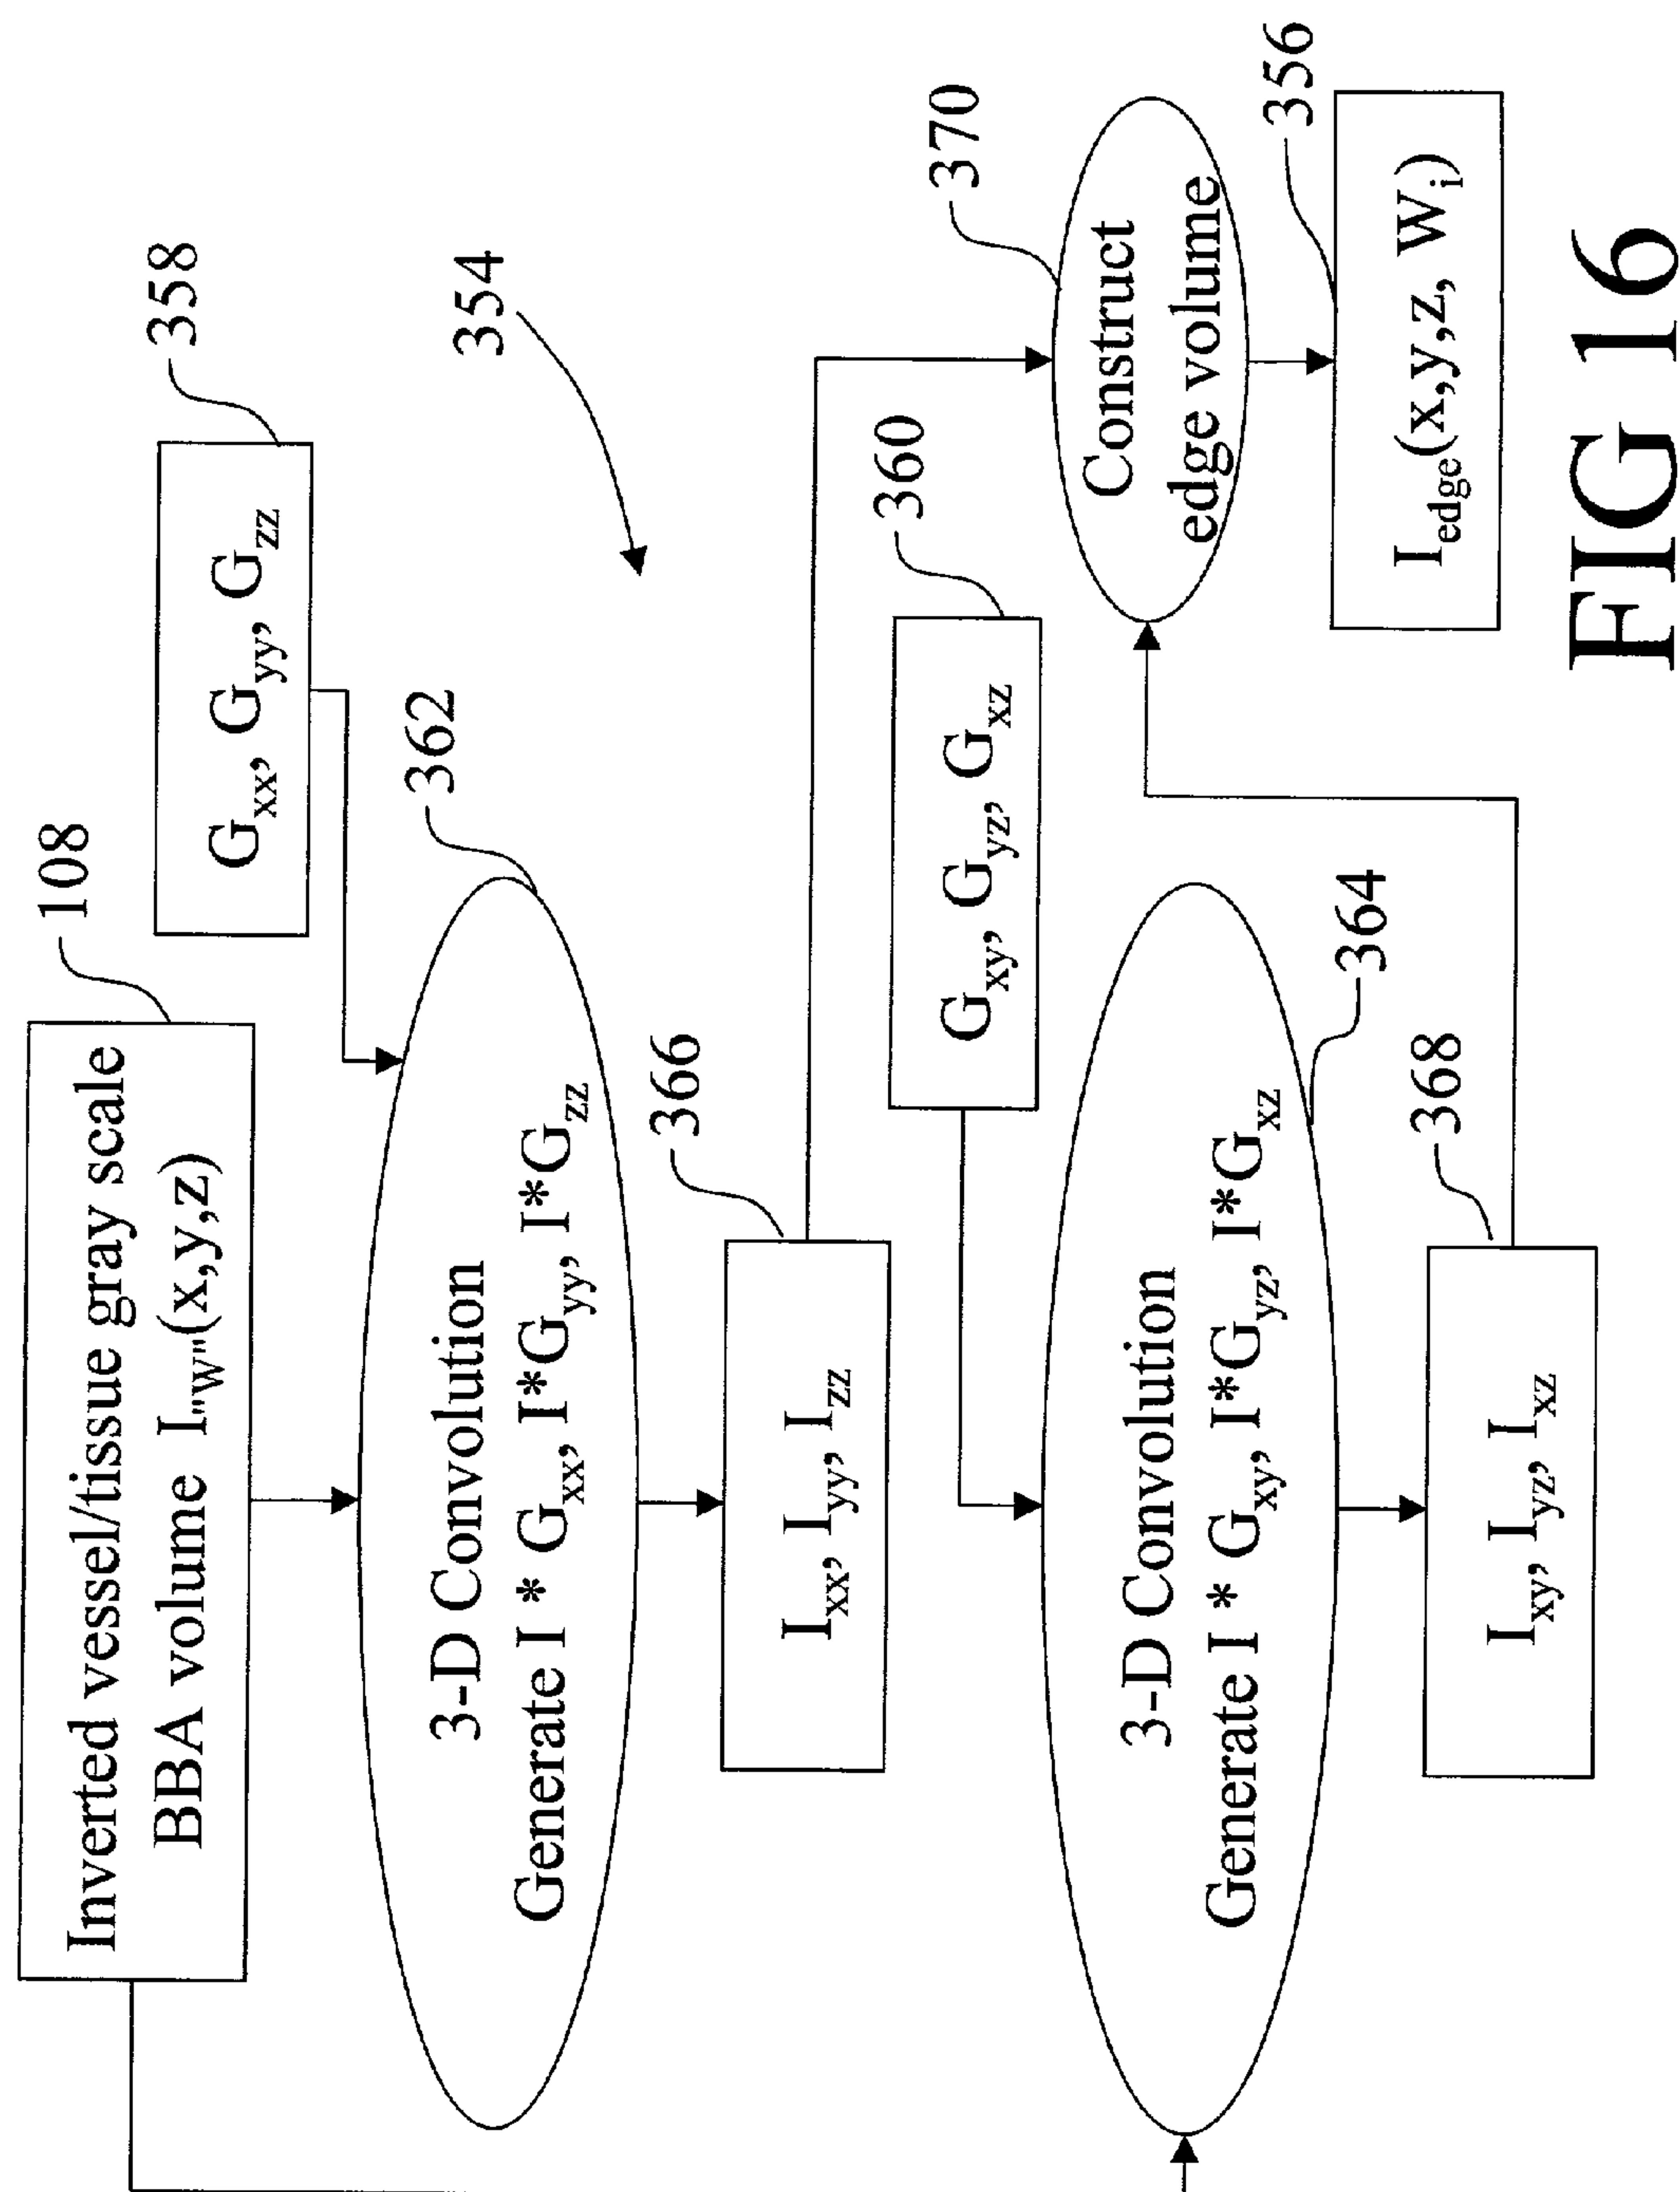 108
Inverted vessel/tissue gray scale
BBA volume I"W"(x,y,z)
358
Gxx, Gyy, Gzz
362
3-D Convolution
Generate I * Gxx, I*Gyy, I*Gzz
354
366
Ixx, Iyy, Izz
360
Gxy, Gyz, Gxz
370
Construct
edge volume
364
3-D Convolution
Generate I * Gxy, I*Gyz, I*Gxz
356
Iedge(x,y,z, Wi)
368
Ixy, Iyz, Ixz
FIG 16